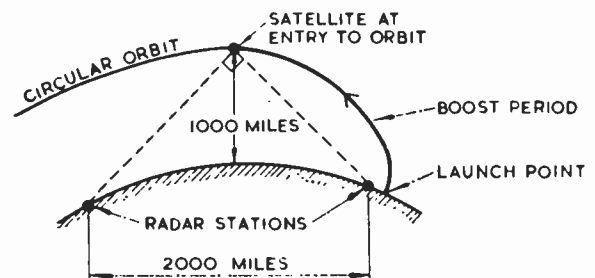 SATELLITE AT
ENTRY TO ORBIT
CIRCULAR ORBIT
BOOST PERIOD
1000 MILES
LAUNCH POINT
RADAR STATIONS
2000 MILES